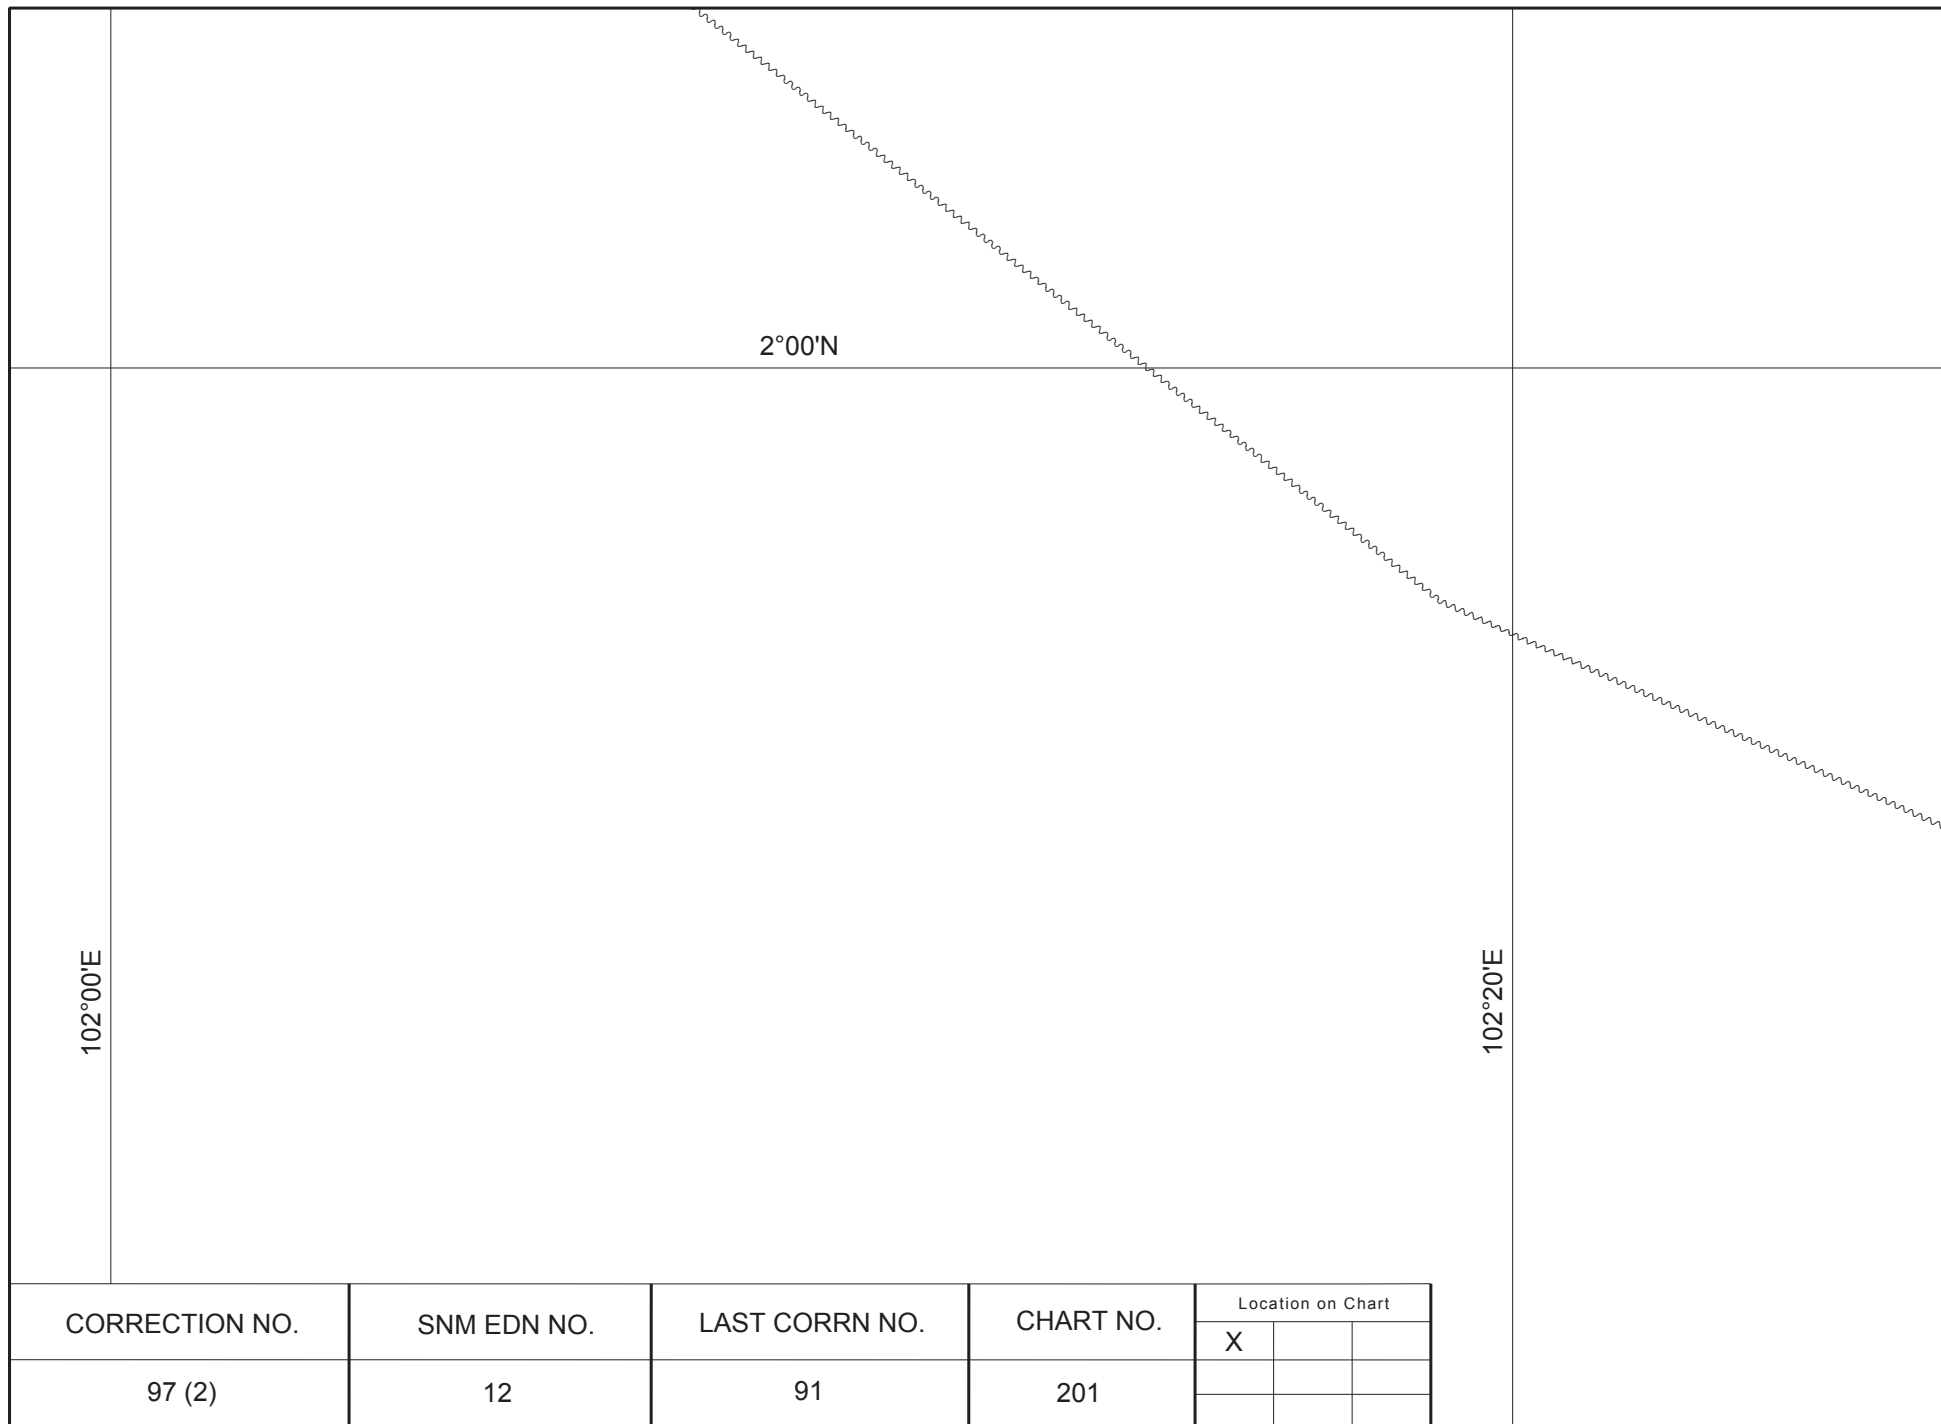 2°00'N
102°00'E
102°20'E
CORRECTION NO.
SNM EDN NO.
LAST CORRN NO.
CHART NO.
Location on Chart
X
97 (2)
12
91
201